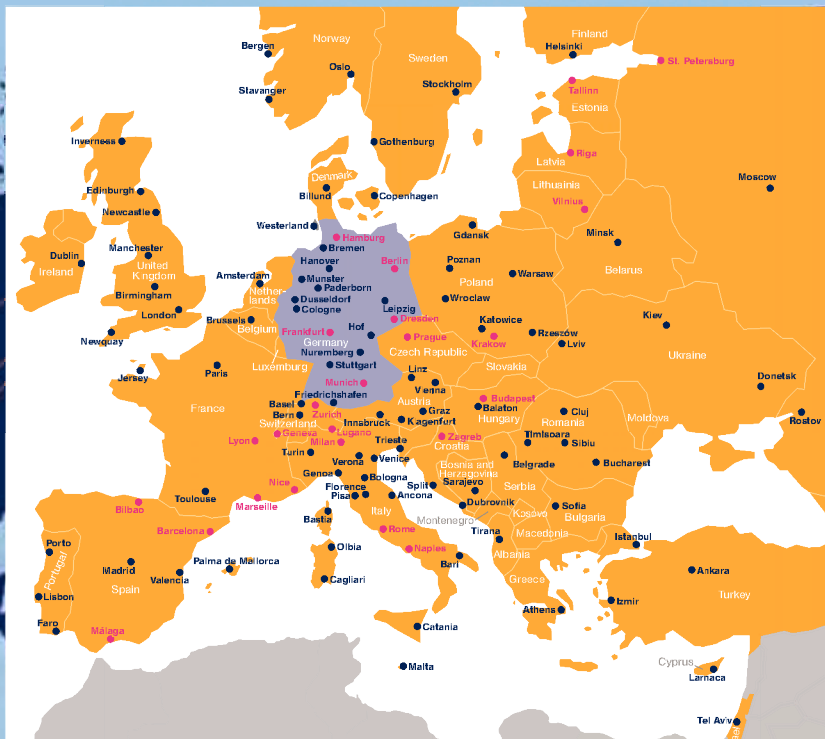 Finland
Norway
Bergen
Helsinki
Sweden
St. Petersburg
Oslo
Stockholm
Stavanger
Tallinn
Estonia
Inverness
Gothenburg
Riga
Latvia
Denmark
Moscow
Lithuainia
Edinburgh
Billund
Copenhagen
Vilnius
Newcastle
Westerland
Gdansk
Minsk
Hamburg
Manchester
Bremen
Dublin
Hanover
Berlin
Poznan
United
Kingdom
Ireland
Amsterdam
Munster
Poland
Warsaw
Belarus
Birmingham
Nether-
lands
Paderborn
Dusseldorf
Wroclaw
London
Cologne
Leipzig
Brussels
Belgium
Dresden
Katowice
Kiev
Newquay
Frankfurt
Hof
Prague
Krakow
Rzeszów
Lviv
Germany
Nuremberg
Czech Republic
Ukraine
Luxemburg
Stuttgart
Slovakia
Jersey
Paris
Linz
Munich
Vienna
Donetsk
Friedrichshafen
Austria
Budapest
France
Basel
Zurich
Graz
Balaton
Hungary
Cluj
Moldovs
Rostov
Bern
Switzerland
Innsbruck
Klagenfurt
Romania
Geneva
Lugano
Lyon
Milan
Trieste
Zagreb
Croatia
Timisoara
Sibiu
Turin
Verona
Venice
Belgrade
Bucharest
Genoa
Bologna
Bosnia and
Herzegovina
Sarajevo
Nice
Florence
Split
Serbia
Toulouse
Pisa
Ancona
Marseille
Dubrovnik
Sofia
Bilbao
Bastia
Italy
Montenegro
Kosovo
Bulgaria
Barcelona
Rome
Tirana
Macedonia
Istanbul
Porto
Olbia
Naples
Albania
Palma de Mallorca
Bari
Madrid
Valencia
Cagliari
Greece
Ankara
Portugal
Spain
Turkey
Lisbon
Athens
Izmir
Faro
Málaga
Catania
Malta
Cyprus
Larnaca
Tel Aviv